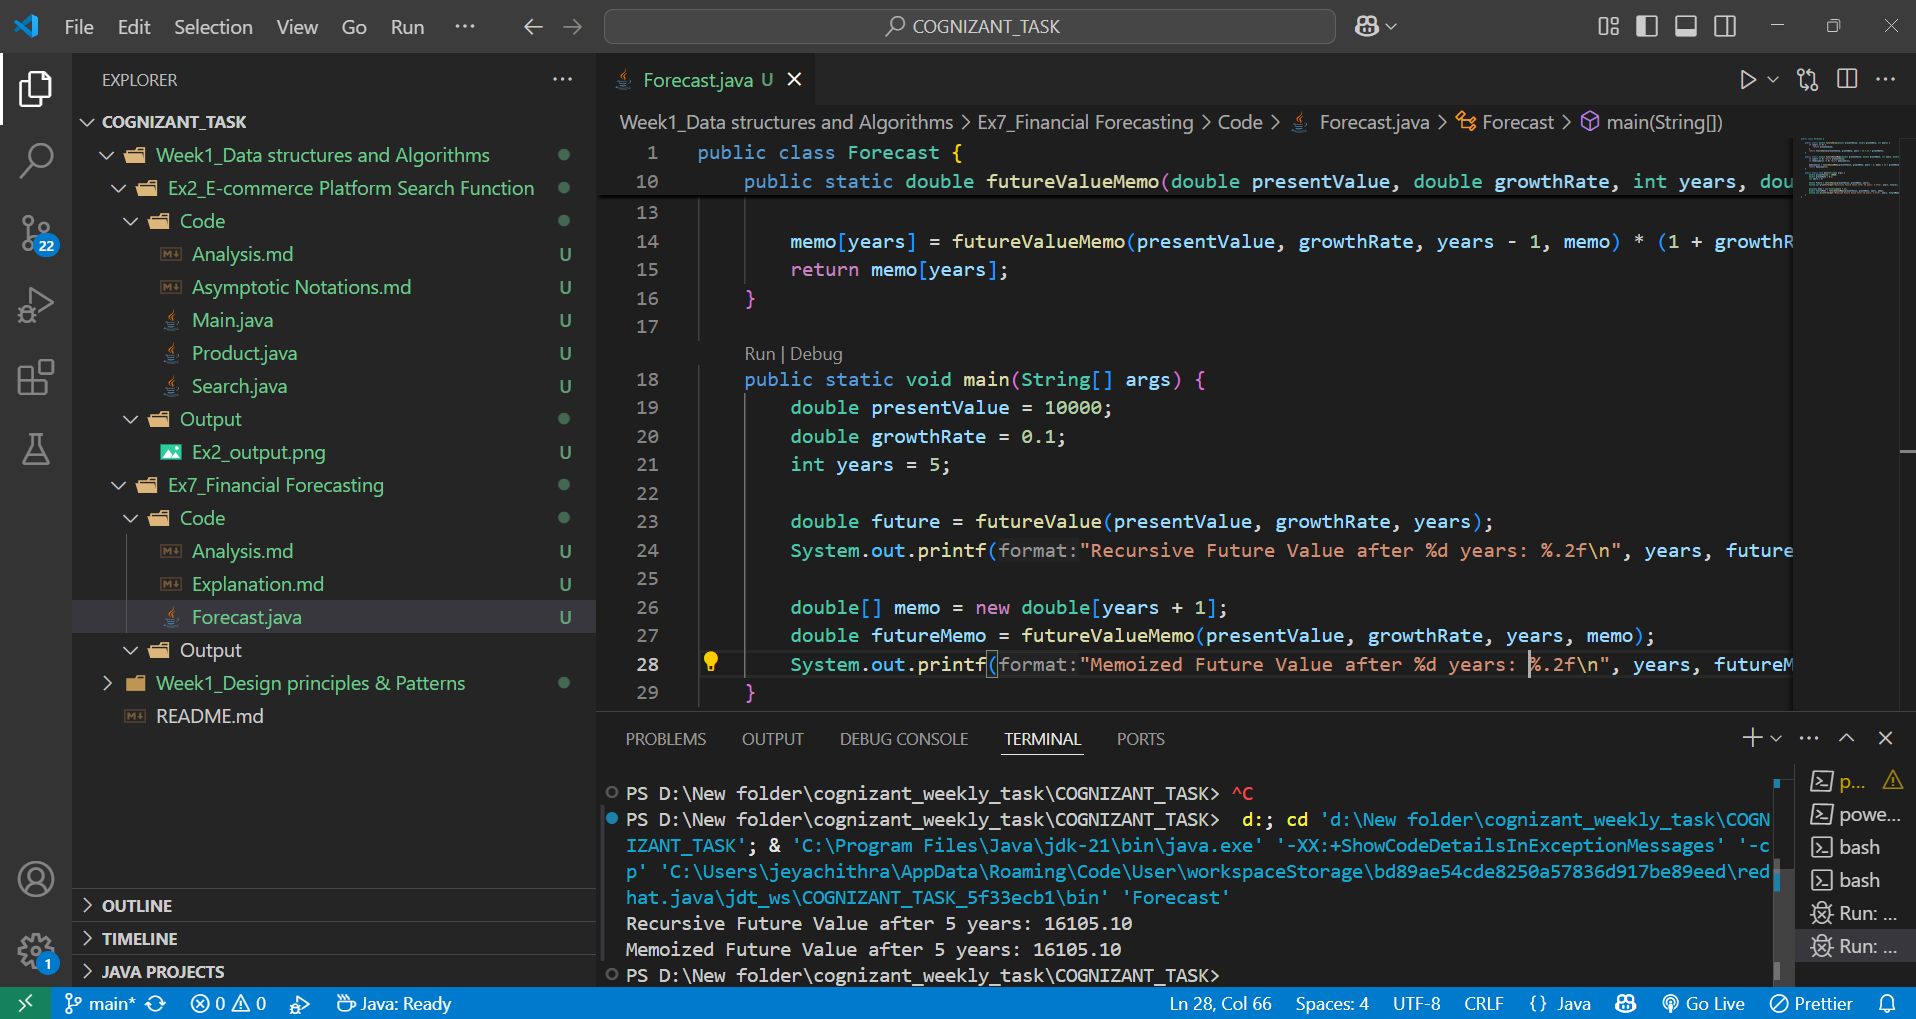 File Edit Selection View Go Run ··· COGNIZANT_TASK
EXPLORER
COGNIZANT_TASK
Week1_Data structures and Algorithms
Ex2_E-commerce Platform Search Function
Code
Analysis.md U
Asymptotic Notations.md U
Main.java U
Product.java U
Search.java U
Output
Ex2_output.png U
Ex7_Financial Forecasting
Code
Analysis.md U
Explanation.md U
Forecast.java U
Output
Week1_Design principles & Patterns
README.md
OUTLINE
TIMELINE
JAVA PROJECTS
22
1
Forecast.java U
Week1_Data structures and Algorithms > Ex7_Financial Forecasting > Code > Forecast.java > Forecast > main(String[])
1 public class Forecast {
10 public static double futureValueMemo(double presentValue, double growthRate, int years, dou
13
14 memo[years] = futureValueMemo(presentValue, growthRate, years - 1, memo) * (1 + growthR
15 return memo[years];
16 }
17
Run | Debug
18 public static void main(String[] args) {
19 double presentValue = 10000;
20 double growthRate = 0.1;
21 int years = 5;
22
23 double future = futureValue(presentValue, growthRate, years);
24 System.out.printf(format:"Recursive Future Value after %d years: %.2f\n", years, future
25
26 double[] memo = new double[years + 1];
27 double futureMemo = futureValueMemo(presentValue, growthRate, years, memo);
28 System.out.printf(format:"Memoized Future Value after %d years: %.2f\n", years, futureM
29 }
PROBLEMS OUTPUT DEBUG CONSOLE TERMINAL PORTS
PS D:\New folder\cognizant_weekly_task\COGNIZANT_TASK> ^C
PS D:\New folder\cognizant_weekly_task\COGNIZANT_TASK> d:; cd 'd:\New folder\cognizant_weekly_task\COGN
IZANT_TASK'; & 'C:\Program Files\Java\jdk-21\bin\java.exe' '-XX:+ShowCodeDetailsInExceptionMessages' '-c
p' 'C:\Users\jeyachithra\AppData\Roaming\Code\User\workspaceStorage\bd89ae54cde8250a57836d917be89eed\red
hat.java\jdt_ws\COGNIZANT_TASK_5f33ecb1\bin' 'Forecast'
Recursive Future Value after 5 years: 16105.10
Memoized Future Value after 5 years: 16105.10
PS D:\New folder\cognizant_weekly_task\COGNIZANT_TASK>
p...
powe...
bash
bash
Run: ...
Run: ...
main* 0 0 Java: Ready Ln 28, Col 66 Spaces: 4 UTF-8 CRLF {} Java Go Live Prettier